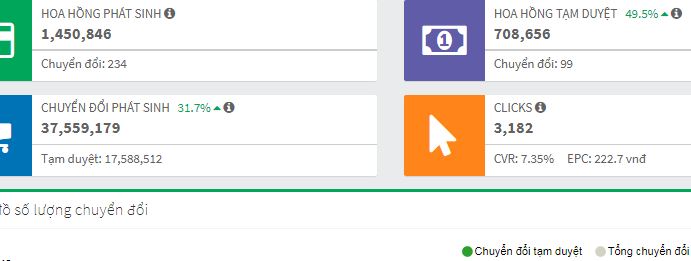 HOA HỒNG PHÁT SINH
1,450,846
Chuyển đổi: 234
HOA HỒNG TẠM DUYỆT 49.5%
708,656
Chuyển đổi: 99
CHUYỂN ĐỔI PHÁT SINH 31.7%
37,559,179
Tạm duyệt: 17,588,512
CLICKS
3,182
CVR: 7.35% EPC: 222.7 vnđ
đồ số lượng chuyển đổi
Chuyển đổi tạm duyệt Tổng chuyển đổi